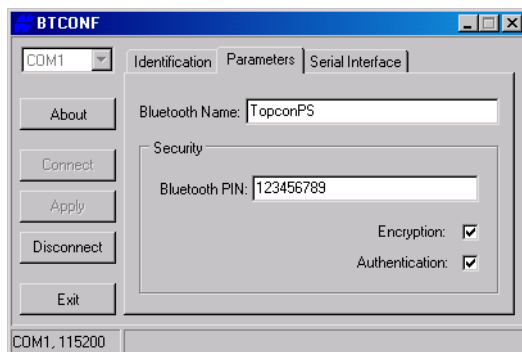 BTCONF
COM1
Identification Parameters Serial Interface
About
Bluetooth Name: TopconPS
Security
Connect
Bluetooth PIN: 123456789
Apply
Encryption:
Disconnect
Authentication:
Exit
COM1, 115200